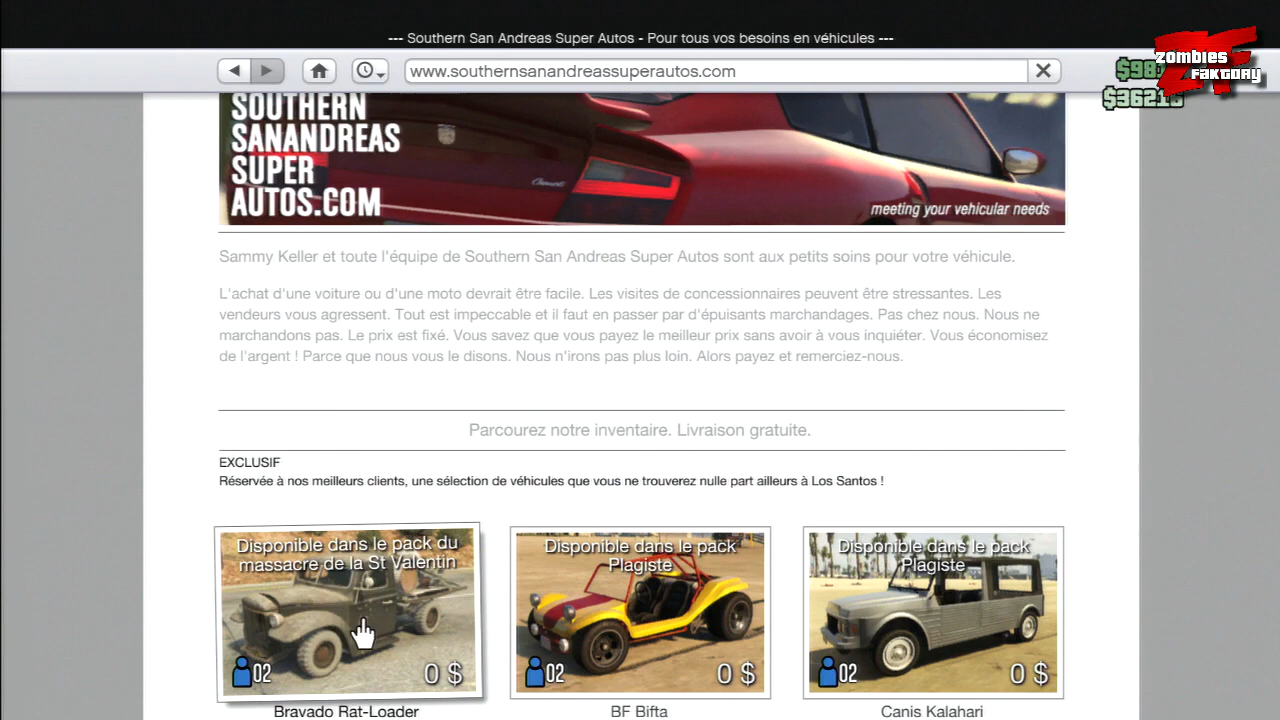 --- Southern San Andreas Super Autos - Pour tous vos besoins en véhicules ---
www.southernsanandreassuperautos.com
zombies
FAKTORY
SOUTHERN
SANANDREAS
SUPER
AUTOS.COM
meeting your vehicular needs
Sammy Keller et toute l'équipe de Southern San Andreas Super Autos sont aux petits soins pour votre véhicule.
L'achat d'une voiture ou d'une moto devrait être facile. Les visites de concessionnaires peuvent être stressantes. Les
vendeurs vous agressent. Tout est impeccable et il faut en passer par d'épuisants marchandages. Pas chez nous. Nous ne
marchandons pas. Le prix est fixé. Vous savez que vous payez le meilleur prix sans avoir à vous inquiéter. Vous économisez
de l'argent ! Parce que nous vous le disons. Nous n'irons pas plus loin. Alors payez et remerciez-nous.
Parcourez notre inventaire. Livraison gratuite.
EXCLUSIF
Réservée à nos meilleurs clients, une sélection de véhicules que vous ne trouverez nulle part ailleurs à Los Santos !
Disponible dans le pack du
massacre de la St Valentin
02 0 $
Bravado Rat-Loader
Disponible dans le pack
Plagiste
02 0 $
BF Bifta
Disponible dans le pack
Plagiste
02 0 $
Canis Kalahari